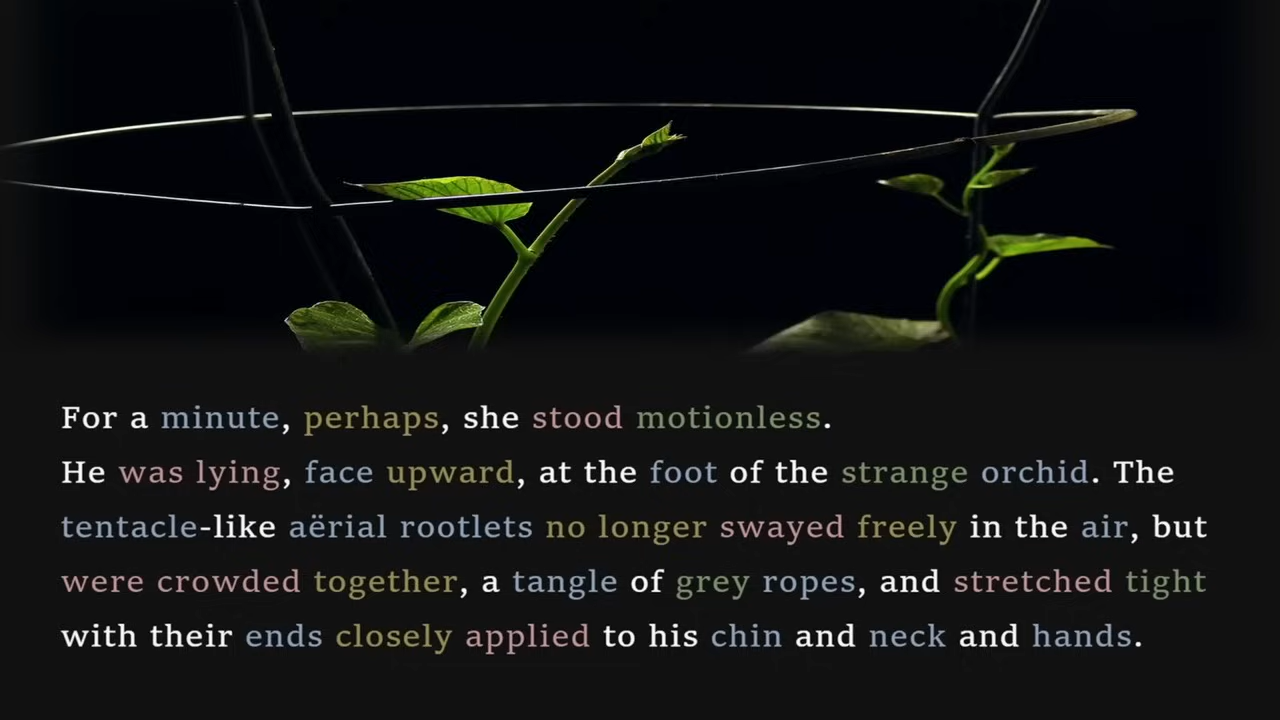 For a minute, perhaps, she stood motionless.
He was lying, face upward, at the foot of the strange orchid. The
tentacle-like aërial rootlets no longer swayed freely in the air, but
were crowded together, a tangle of grey ropes, and stretched tight
with their ends closely applied to his chin and neck and hands.